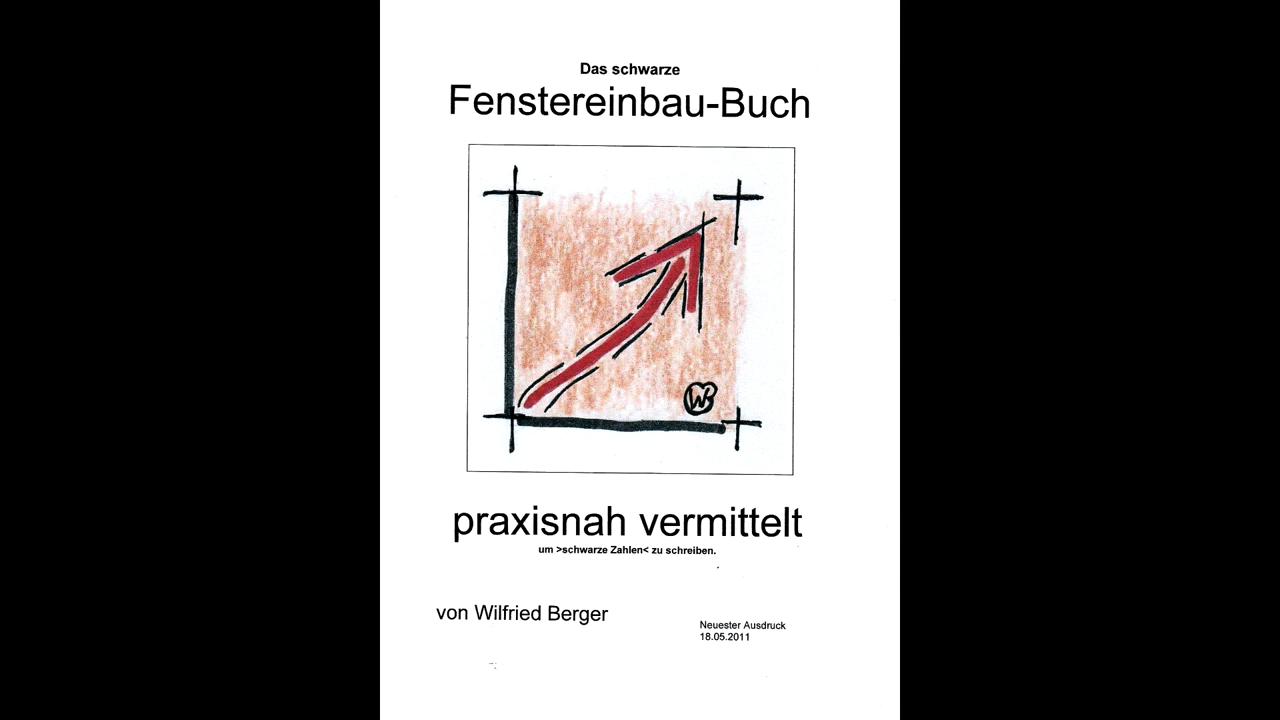 Das schwarze
Fenstereinbau-Buch
WB
praxisnah vermittelt
um >schwarze Zahlen< zu schreiben.
von Wilfried Berger
Neuester Ausdruck
18.05.2011